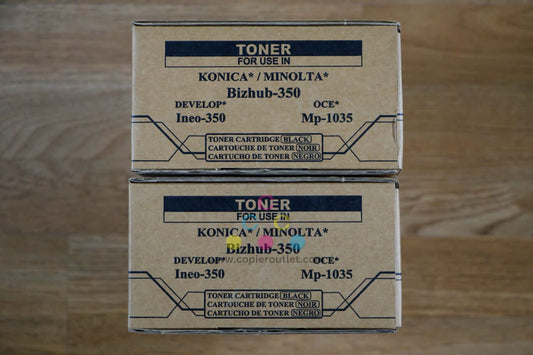 TONER
FOR USE IN
KONICA* / MINOLTA*
Bizhub-350
DEVELOP* OCE*
Ineo-350 Mp-1035
TONER CARTRIDGE BLACK
CARTOUCHE DE TONER NOIR
CARTUCHO DE TONER NEGRO
TONER
FOR USE IN
KONICA* / MINOLTA*
Bizhub-350
www.copieroutlet.com
DEVELOP* OCE*
Ineo-350 Mp-1035
TONER CARTRIDGE BLACK
CARTOUCHE DE TONER NOIR
CARTUCHO DE TONER NEGRO